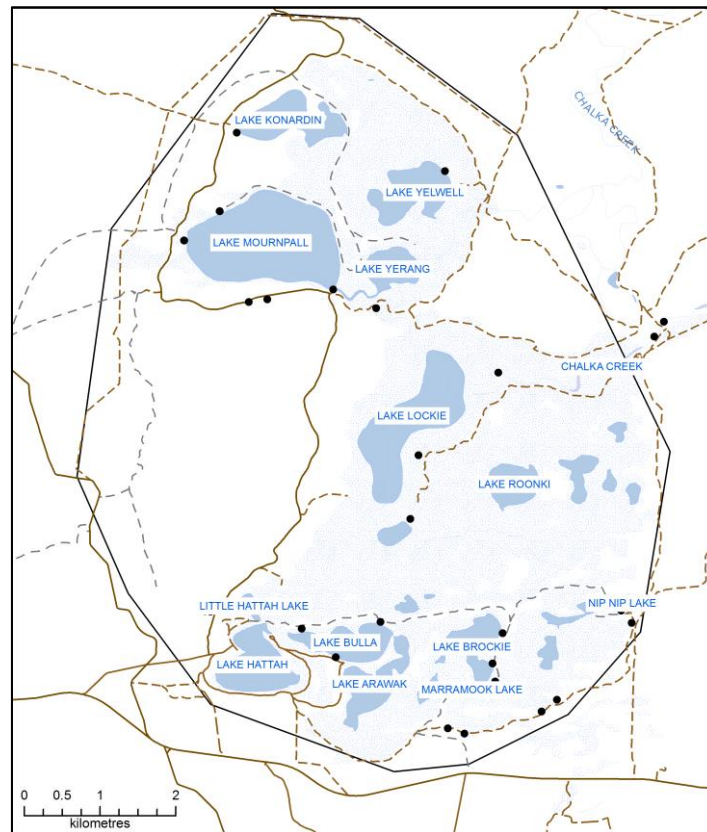 CHALKA CREEK
LAKE KONARDIN
LAKE YELWELL
LAKE MOURNPALL
LAKE YERANG
CHALKA CREEK
LAKE LOCKIE
LAKE ROONKI
LITTLE HATTAH LAKE
NIP NIP LAKE
LAKE BULLA
LAKE BROCKIE
LAKE HATTAH
LAKE ARAWAK
MARRAMOOK LAKE
0 0.5 1 2
kilometres